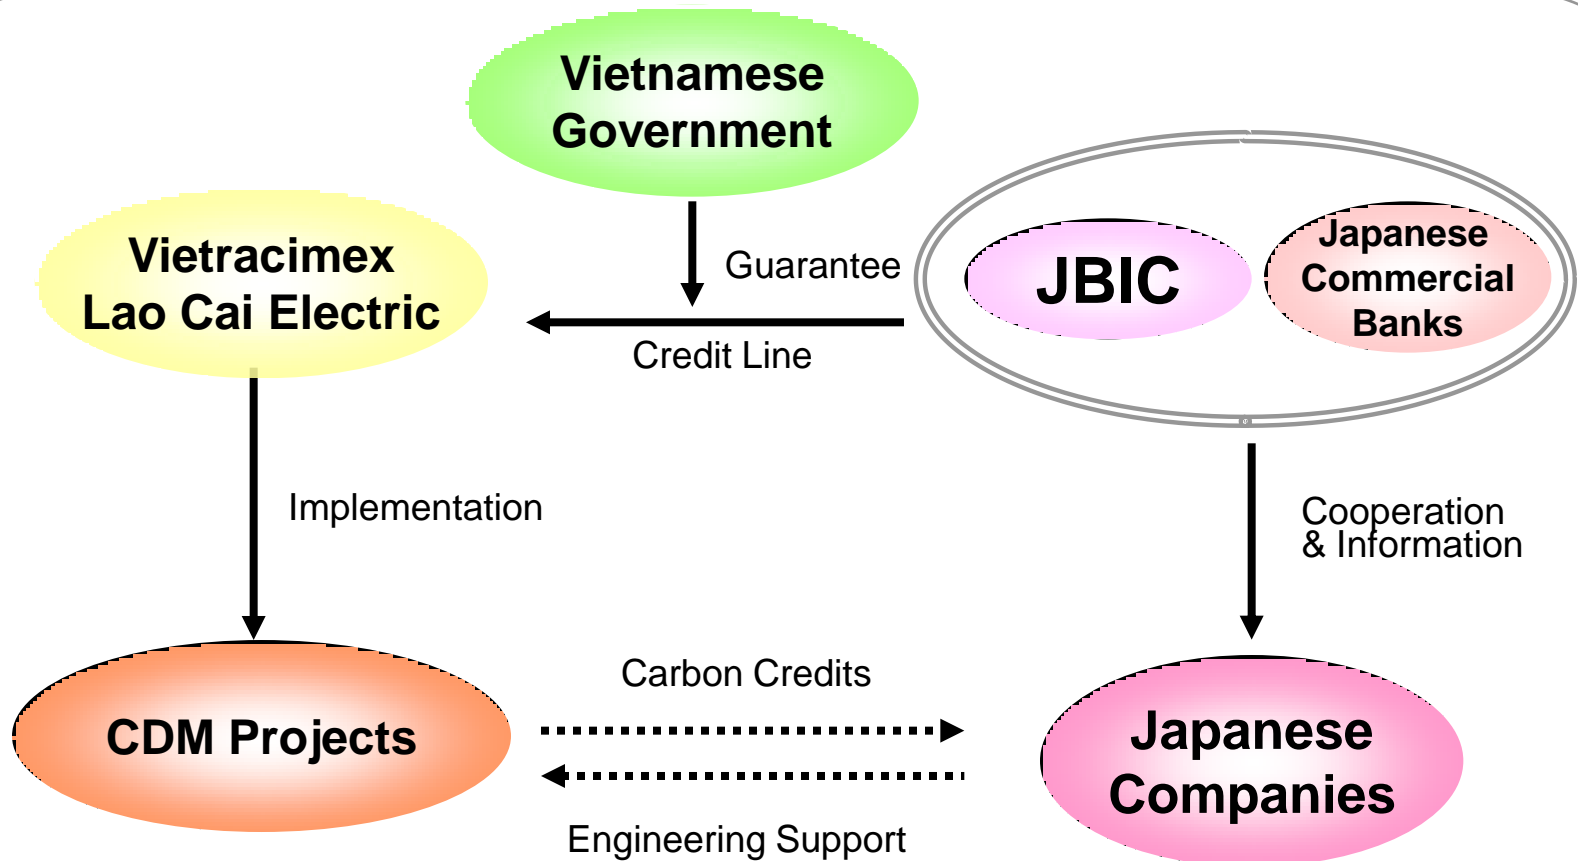 Vietnamese
Government
Vietracimex
Lao Cai Electric
Guarantee
Credit Line
JBIC
Japanese
Commercial
Banks
Implementation
Cooperation
& Information
CDM Projects
Carbon Credits
Engineering Support
Japanese
Companies